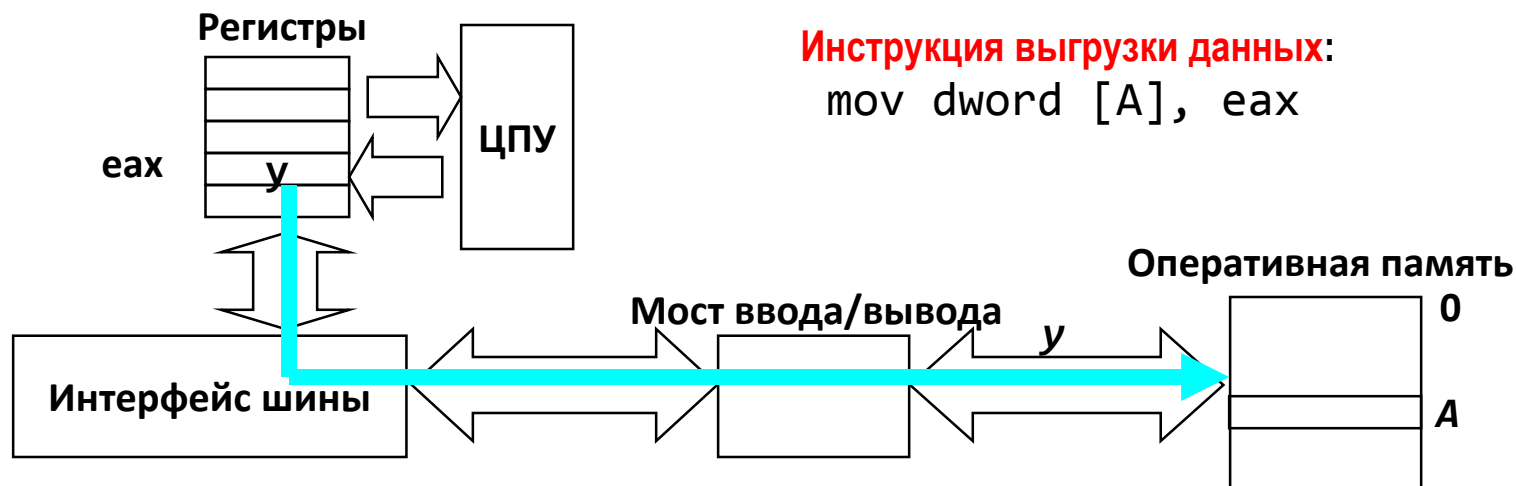 Регистры
Инструкция выгрузки данных:
mov dword [A], eax
ЦПУ
eax
y
Оперативная память
0
Мост ввода/вывода
y
Интерфейс шины
A